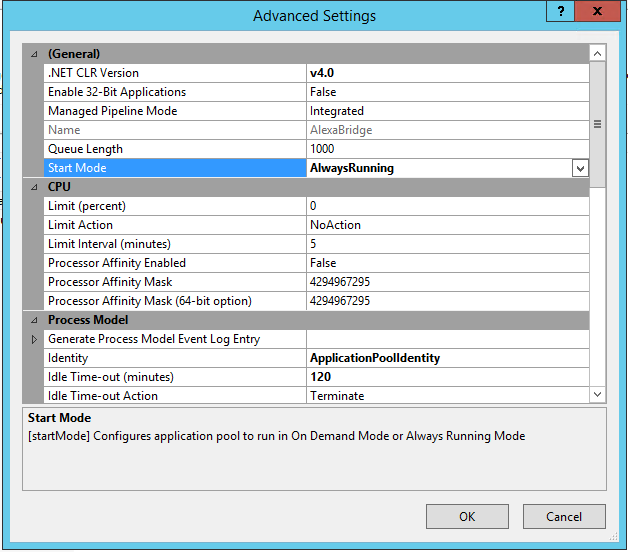 Advanced Settings
?
x
(General)
.NET CLR Version v4.0
Enable 32-Bit Applications False
Managed Pipeline Mode Integrated
Name AlexaBridge
Queue Length 1000
Start Mode AlwaysRunning
CPU
Limit (percent) 0
Limit Action NoAction
Limit Interval (minutes) 5
Processor Affinity Enabled False
Processor Affinity Mask 4294967295
Processor Affinity Mask (64-bit option) 4294967295
Process Model
Generate Process Model Event Log Entry
Identity ApplicationPoolIdentity
Idle Time-out (minutes) 120
Idle Time-out Action Terminate
Start Mode
[startMode] Configures application pool to run in On Demand Mode or Always Running Mode
OK
Cancel